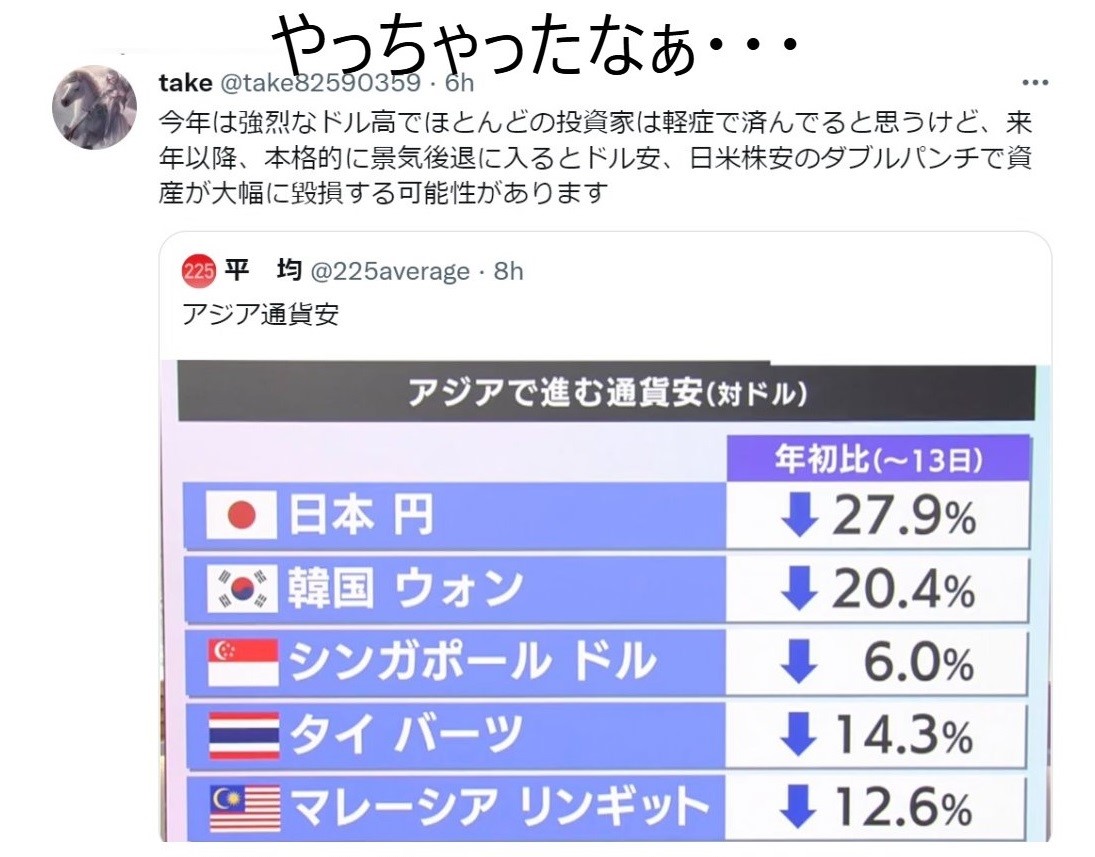 やっちゃったなぁ・・・
take @take82590359 · 6h
今年は強烈なドル高でほとんどの投資家は軽症で済んでると思うけど、来
年以降、本格的に景気後退に入るとドル安、日米株安のダブルパンチで資
産が大幅に毀損する可能性があります
225 平　均 @225average · 8h
アジア通貨安
アジアで進む通貨安(対ドル)
年初比(～13日)
日本 円 27.9%
韓国 ウォン 20.4%
シンガポール ドル 6.0%
タイ バーツ 14.3%
マレーシア リンギット 12.6%